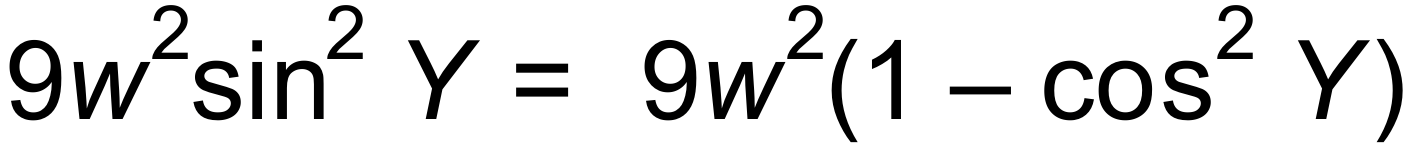 9w²sin² Y = 9w²(1 – cos² Y)